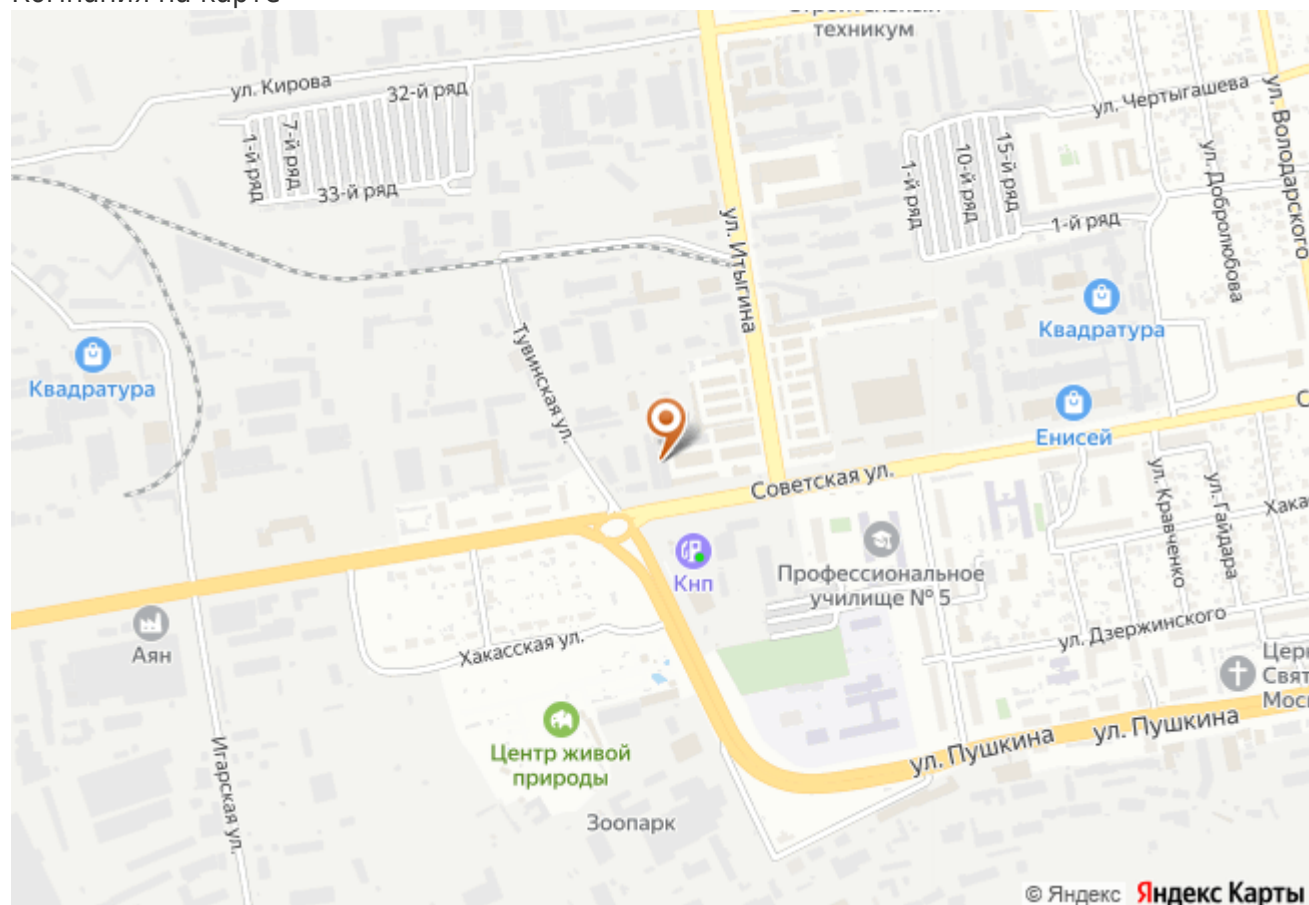 Компания на карте
техникум
ул. Кирова
32-й ряд
7-й ряд
1-й ряд
33-й ряд
ул. Чертыгашева
ул. Володарского
15-й ряд
10-й ряд
1-й ряд
1-й ряд
ул. Добролюбова
ул. Итыгина
Квадратура
Тувинская ул.
Квадратура
Енисей
Советская ул.
ул. Кравченко
ул. Гайдара
Кнп
Профессиональное
училище № 5
ул. Дзержинского
Аян
Хакасская ул.
Центр живой
природы
Игарская ул.
ул. Пушкина
ул. Пушкина
Зоопарк
© Яндекс Яндекс Карты